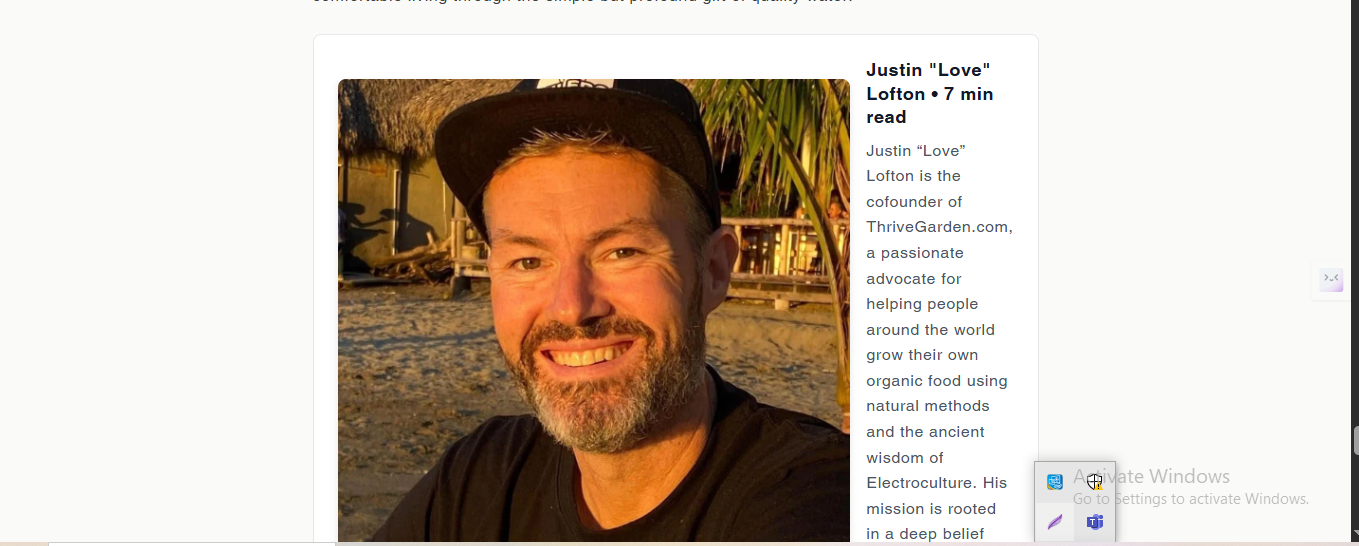 Justin "Love"
Lofton • 7 min
read
Justin “Love”
Lofton is the
cofounder of
ThriveGarden.com,
a passionate
advocate for
helping people
around the world
grow their own
organic food using
natural methods
and the ancient
wisdom of
Electroculture. His
mission is rooted
in a deep belief
Activate Windows
Go to Settings to activate Windows.